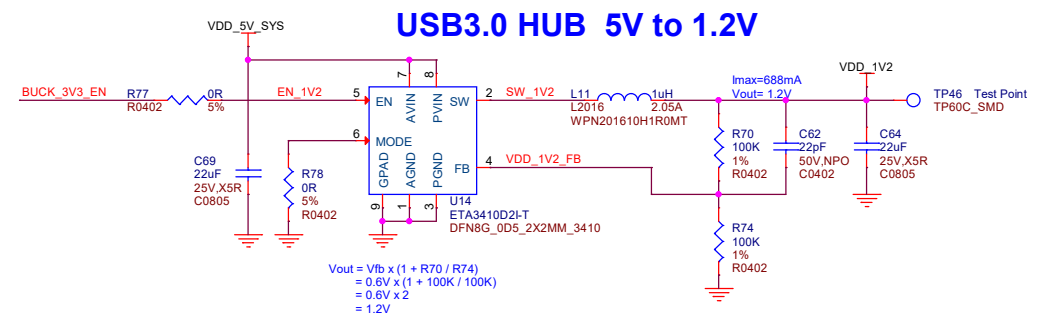 USB3.0 HUB 5V to 1.2V
VDD_5V_SYS
BUCK_3V3_EN
R77
R0402
0R
5%
EN_1V2
5
EN
7
AVIN
8
PVIN
SW
2
SW_1V2
6
MODE
FB
4
VDD_1V2_FB
GPAD
AGND
PGND
9
1
3
U14
ETA3410D2I-T
DFN8G_0D5_2X2MM_3410
C69
22uF
25V,X5R
C0805
R78
0R
5%
R0402
L11
L2016
1uH
2.05A
WPN201610H1R0MT
Imax=688mA
Vout= 1.2V
VDD_1V2
TP46 Test Point
TP60C_SMD
R70
100K
1%
R0402
C62
22pF
50V,NPO
C0402
C64
22uF
25V,X5R
C0805
R74
100K
1%
R0402
Vout = Vfb x (1 + R70 / R74)
= 0.6V x (1 + 100K / 100K)
= 0.6V x 2
= 1.2V